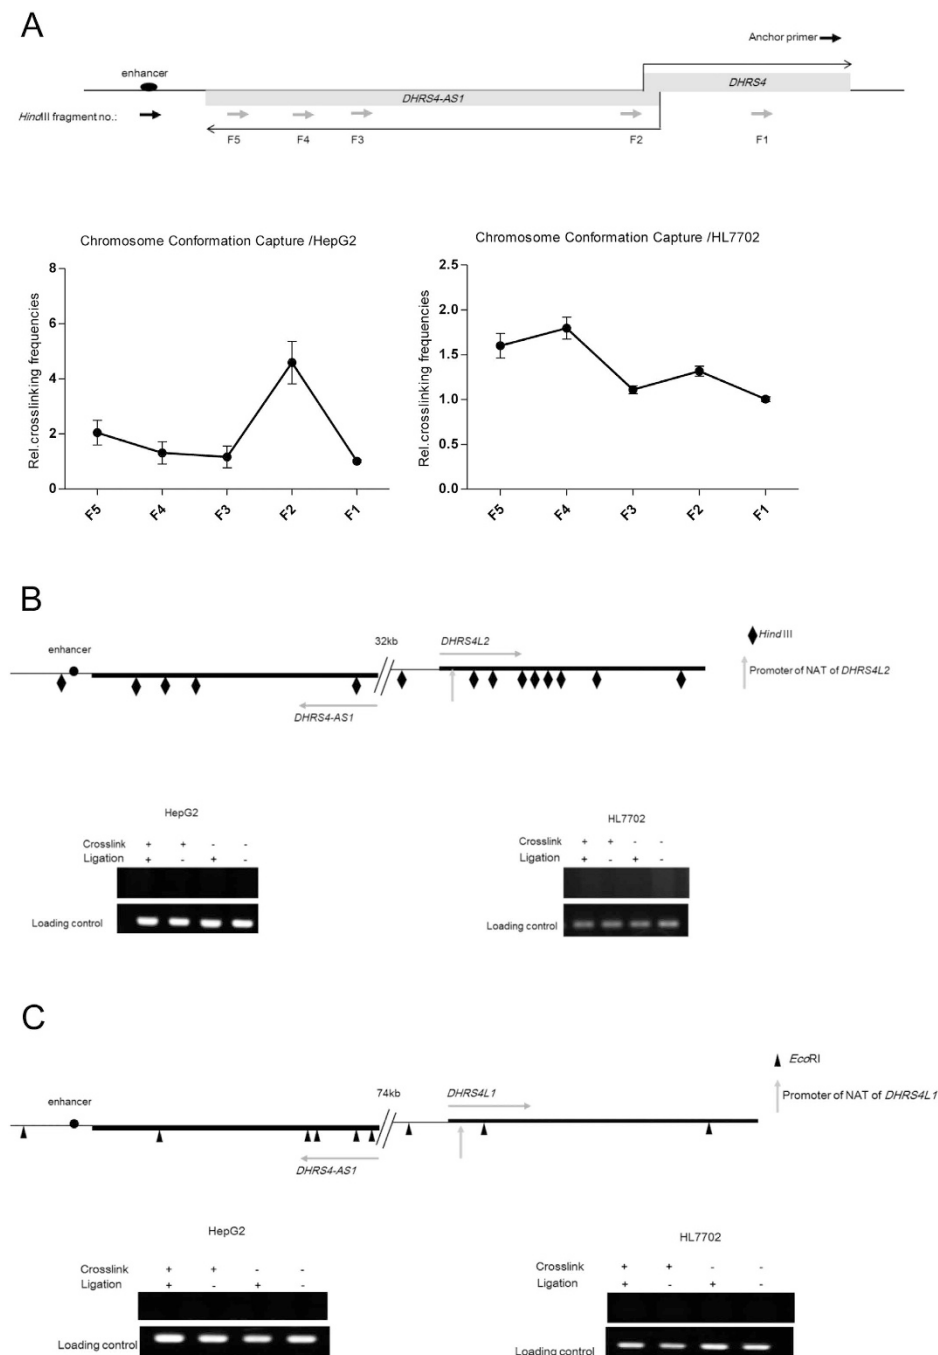 A
Anchor primer
enhancer
DHRS4
DHRS4-AS1
HindIII fragment no.:
F5
F4
F3
F2
F1
Chromosome Conformation Capture /HepG2
Rel.crosslinking frequencies
8
6
4
2
0
F5
F4
F3
F2
F1
Chromosome Conformation Capture /HL7702
Rel.crosslinking frequencies
2.5
2.0
1.5
1.0
0.5
0.0
F5
F4
F3
F2
F1
B
enhancer
32kb
DHRS4L2
Hind III
Promoter of NAT of DHRS4L2
DHRS4-AS1
HepG2
Crosslink + + - -
Ligation + - + -
Loading control
HL7702
Crosslink + + - -
Ligation + - + -
Loading control
C
enhancer
74kb
DHRS4L1
EcoRI
Promoter of NAT of DHRS4L1
DHRS4-AS1
HepG2
Crosslink + + - -
Ligation + - + -
Loading control
HL7702
Crosslink + + - -
Ligation + - + -
Loading control